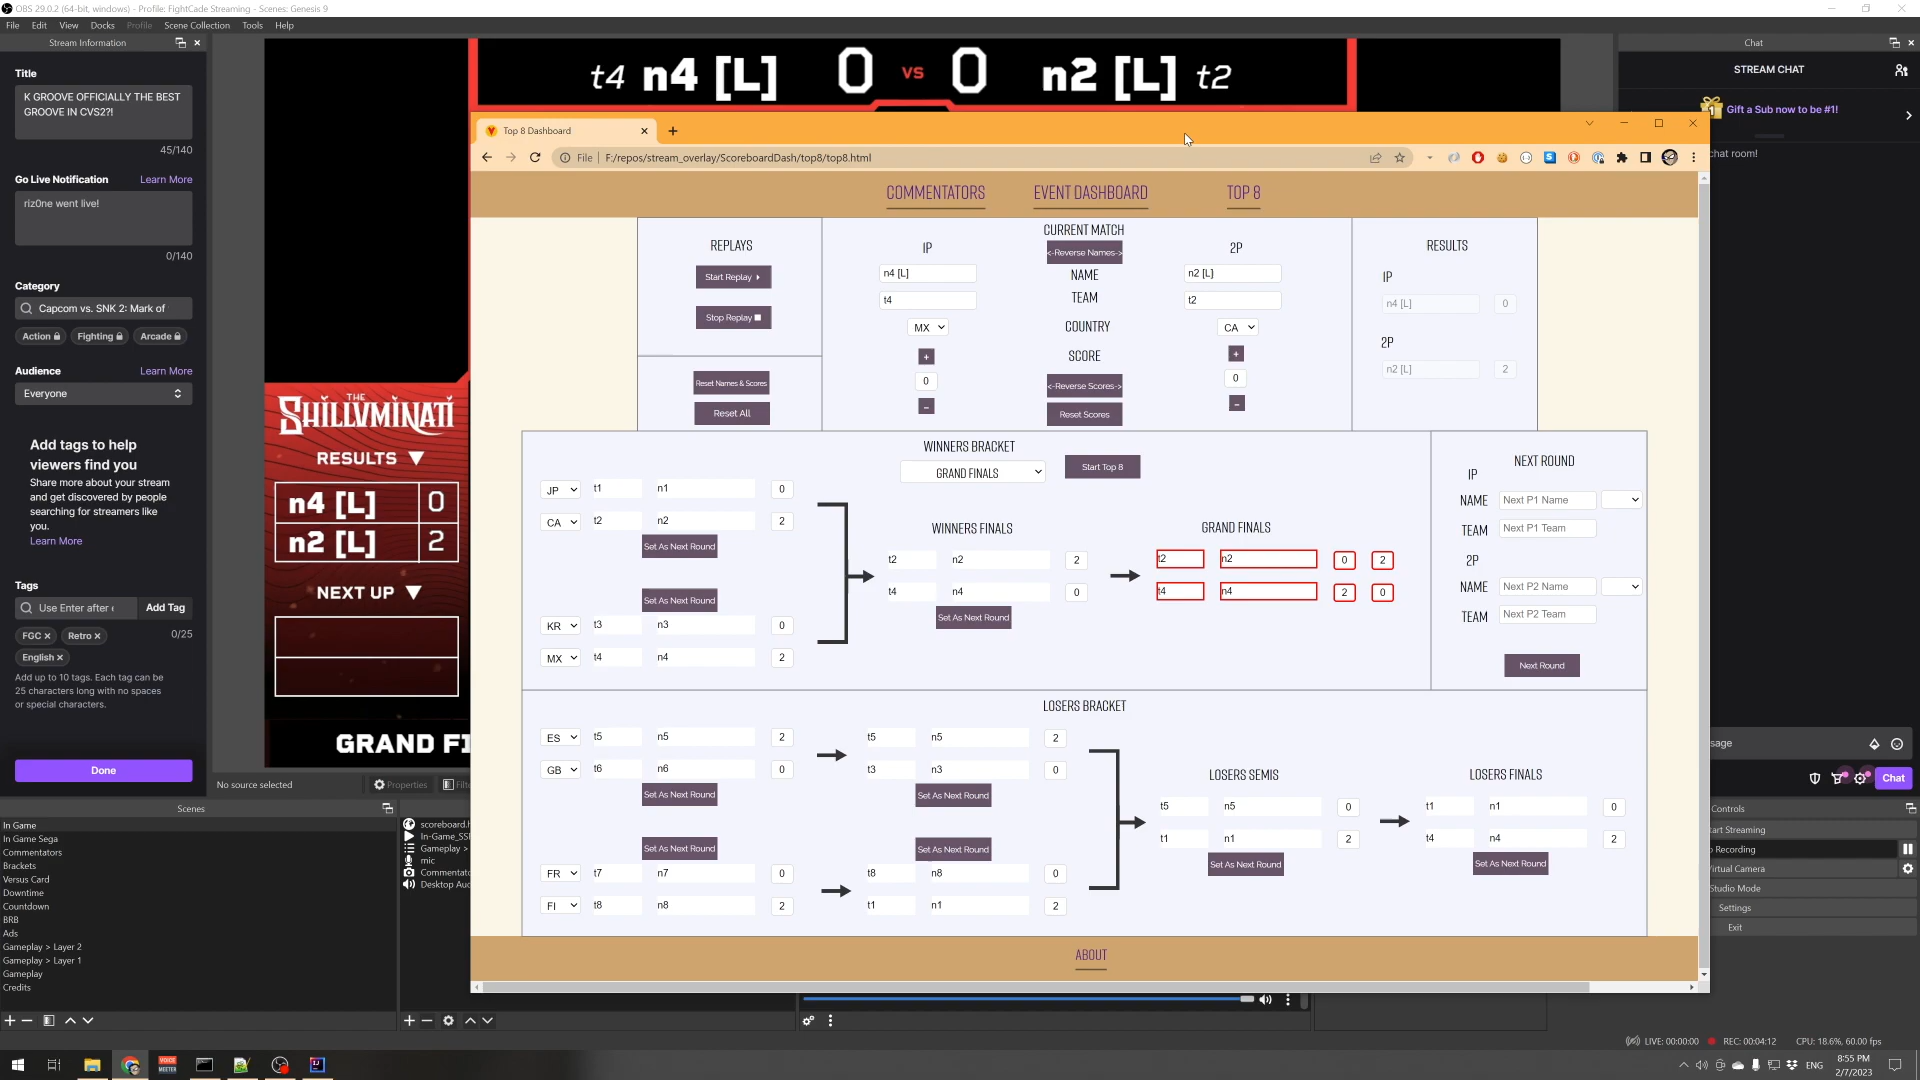 OBS 29.0.2 (64-bit, windows) - Profile: FightCade Streaming - Scenes: Genesis 9
File Edit View Docks Profile Scene Collection Tools Help
Stream Information
Title
K GROOVE OFFICIALLY THE BEST
GROOVE IN CVS2?!
45/140
Go Live Notification Learn More
riz0ne went live!
0/140
Category
Capcom vs. SNK 2: Mark of
Action Fighting Arcade
Audience Learn More
Everyone
Add tags to help
viewers find you
Share more about your stream
and get discovered by people
searching for streamers like
you.
Learn More
Tags
Use Enter after Add Tag
FGC Retro 0/25
English
Add up to 10 tags. Each tag can be
25 characters long with no spaces
or special characters.
Done
t4 n4 [L] 0 vs 0 n2 [L] t2
THE
SHILLVMINATI
RESULTS ▼
n4 [L] 0
n2 [L] 2
NEXT UP ▼
GRAND FI
Top 8 Dashboard
File F:/repos/stream_overlay/ScoreboardDash/top8/top8.html
COMMENTATORS EVENT DASHBOARD TOP 8
REPLAYS
Start Replay
Stop Replay
Reset Names & Scores
Reset All
CURRENT MATCH
1P <-Reverse Names-> 2P
n4 [L] NAME n2 [L]
t4 TEAM t2
MX COUNTRY CA
+ SCORE +
0 <-Reverse Scores-> 0
- Reset Scores -
RESULTS
1P
n4 [L] 0
2P
n2 [L] 2
WINNERS BRACKET
GRAND FINALS Start Top 8
JP t1 n1 0
CA t2 n2 2
Set As Next Round
Set As Next Round
KR t3 n3 0
MX t4 n4 2
WINNERS FINALS
t2 n2 2
t4 n4 0
Set As Next Round
GRAND FINALS
t2 n2 0 2
t4 n4 2 0
NEXT ROUND
1P
NAME Next P1 Name
TEAM Next P1 Team
2P
NAME Next P2 Name
TEAM Next P2 Team
Next Round
LOSERS BRACKET
ES t5 n5 2
GB t6 n6 0
Set As Next Round
Set As Next Round
FR t7 n7 0
FI t8 n8 2
t5 n5 2
t3 n3 0
Set As Next Round
Set As Next Round
t8 n8 0
t1 n1 2
LOSERS SEMIS
t5 n5 0
t1 n1 2
Set As Next Round
LOSERS FINALS
t1 n1 0
t4 n4 2
Set As Next Round
ABOUT
Chat
STREAM CHAT
1 Gift a Sub now to be #1!
chat room!
sage
Chat
No source selected Properties Filt
Scenes
In Game
In Game Sega
Commentators
Brackets
Versus Card
Downtime
Countdown
BRB
Ads
Gameplay > Layer 2
Gameplay > Layer 1
Gameplay
Credits
scoreboard.h
In-Game_SSI
Gameplay >
mic
Commentato
Desktop Aud
Controls
tart Streaming
p Recording
irtual Camera
Studio Mode
Settings
Exit
LIVE: 00:00:00 REC: 00:04:12 CPU: 18.6%, 60.00 fps
VOICE
MEETER
ENG
8:55 PM
2/7/2023